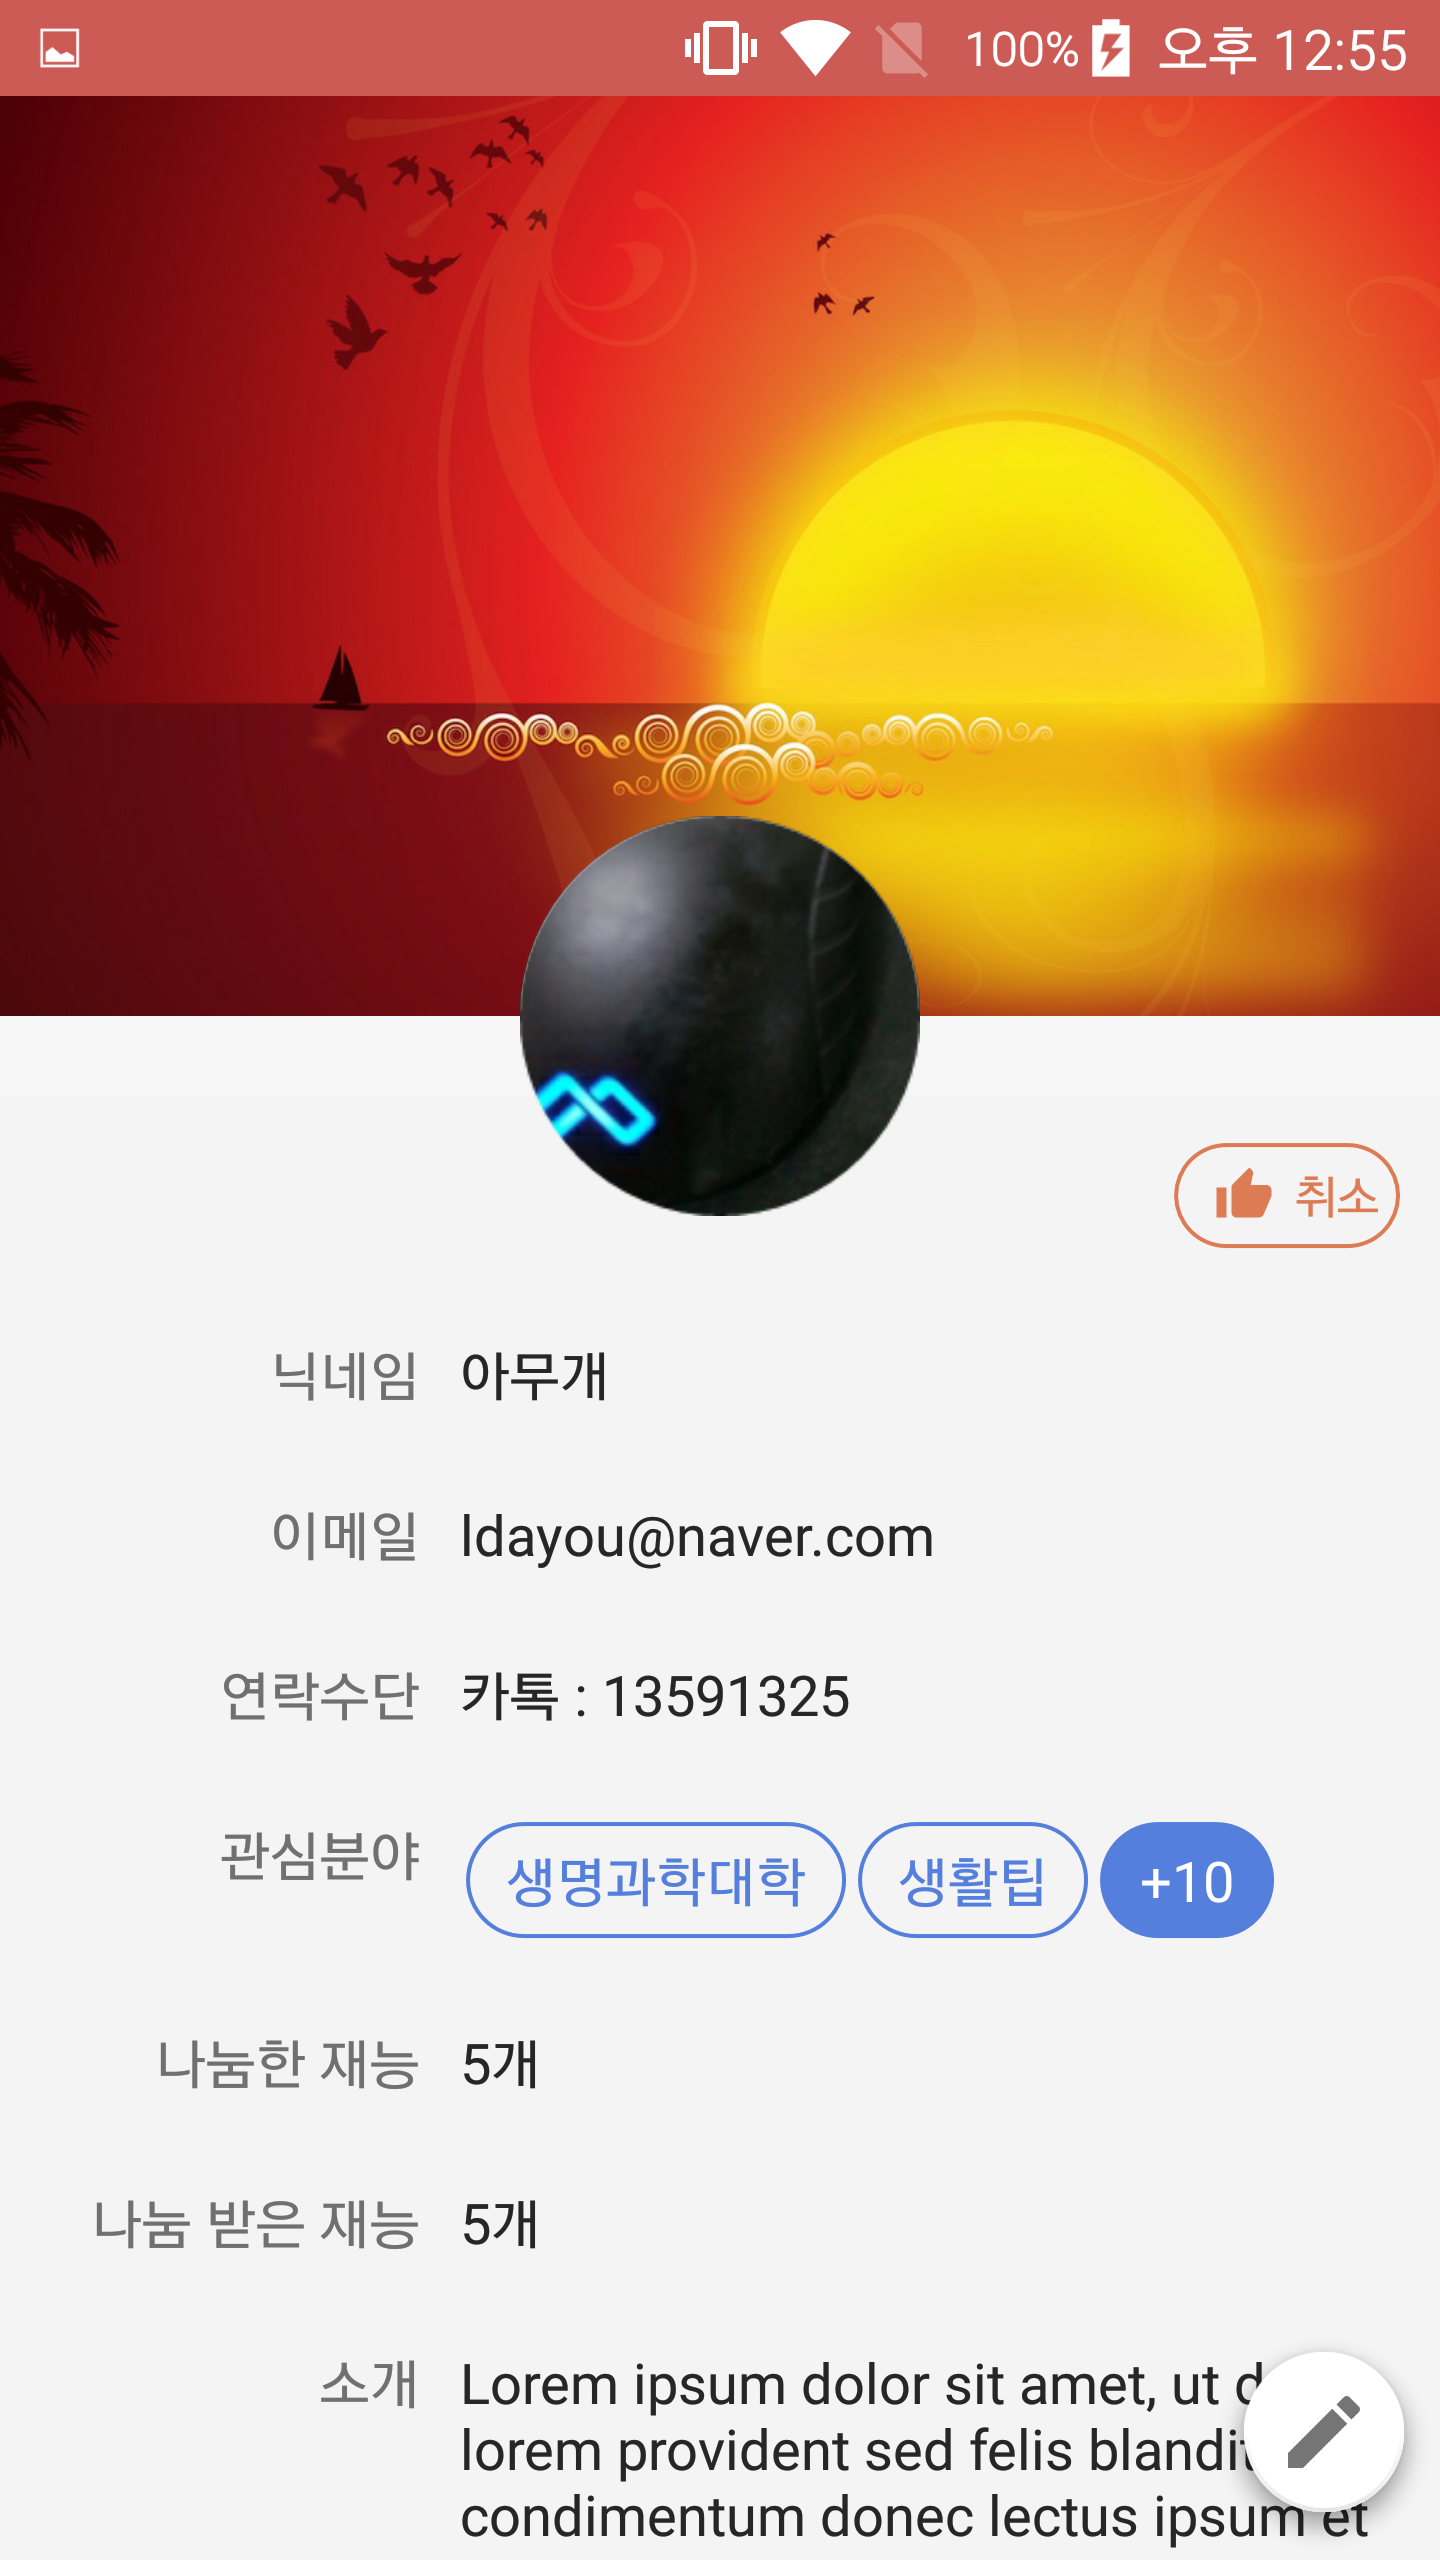 100% 오후 12:55
취소
닉네임 아무개
이메일 ldayou@naver.com
연락수단 카톡 : 13591325
관심분야 생명과학대학 생활팁 +10
나눔한 재능 5개
나눔 받은 재능 5개
소개 Lorem ipsum dolor sit amet, ut
lorem provident sed felis blandit
condimentum donec lectus ipsum et